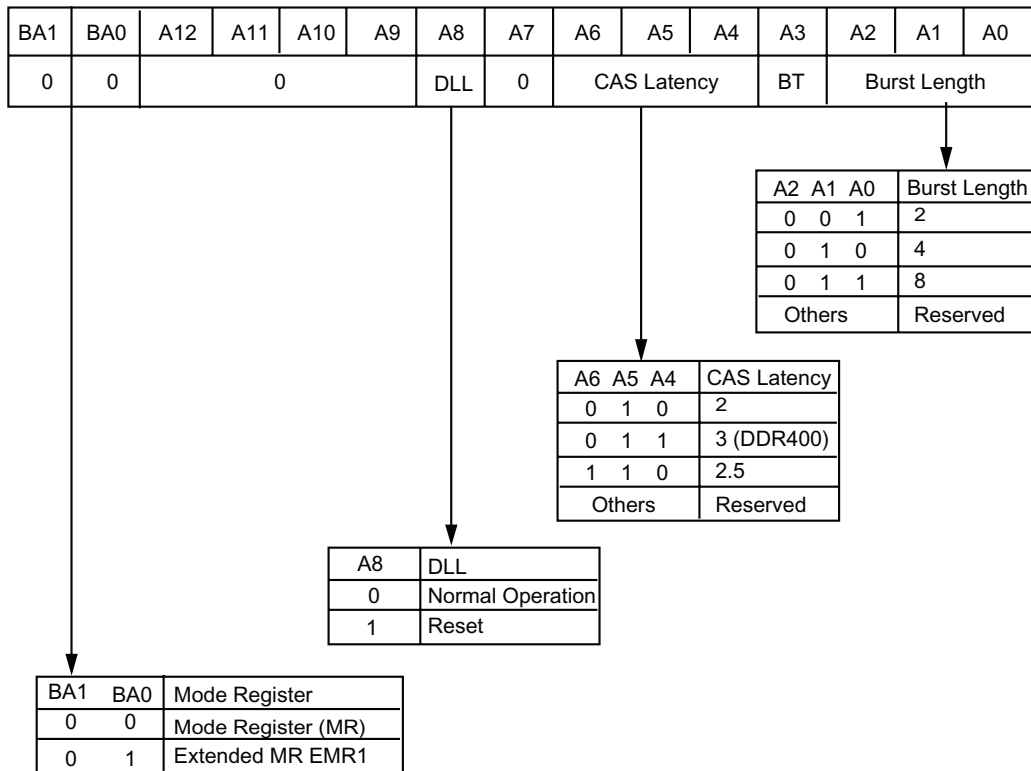 BA1 BA0 A12 A11 A10 A9 A8 A7 A6 A5 A4 A3 A2 A1 A0
0 0 0 DLL 0 CAS Latency BT Burst Length
A2 A1 A0 Burst Length
0 0 1 2
0 1 0 4
0 1 1 8
Others Reserved
A6 A5 A4 CAS Latency
0 1 0 2
0 1 1 3 (DDR400)
1 1 0 2.5
Others Reserved
A8 DLL
0 Normal Operation
1 Reset
BA1 BA0 Mode Register
0 0 Mode Register (MR)
0 1 Extended MR EMR1